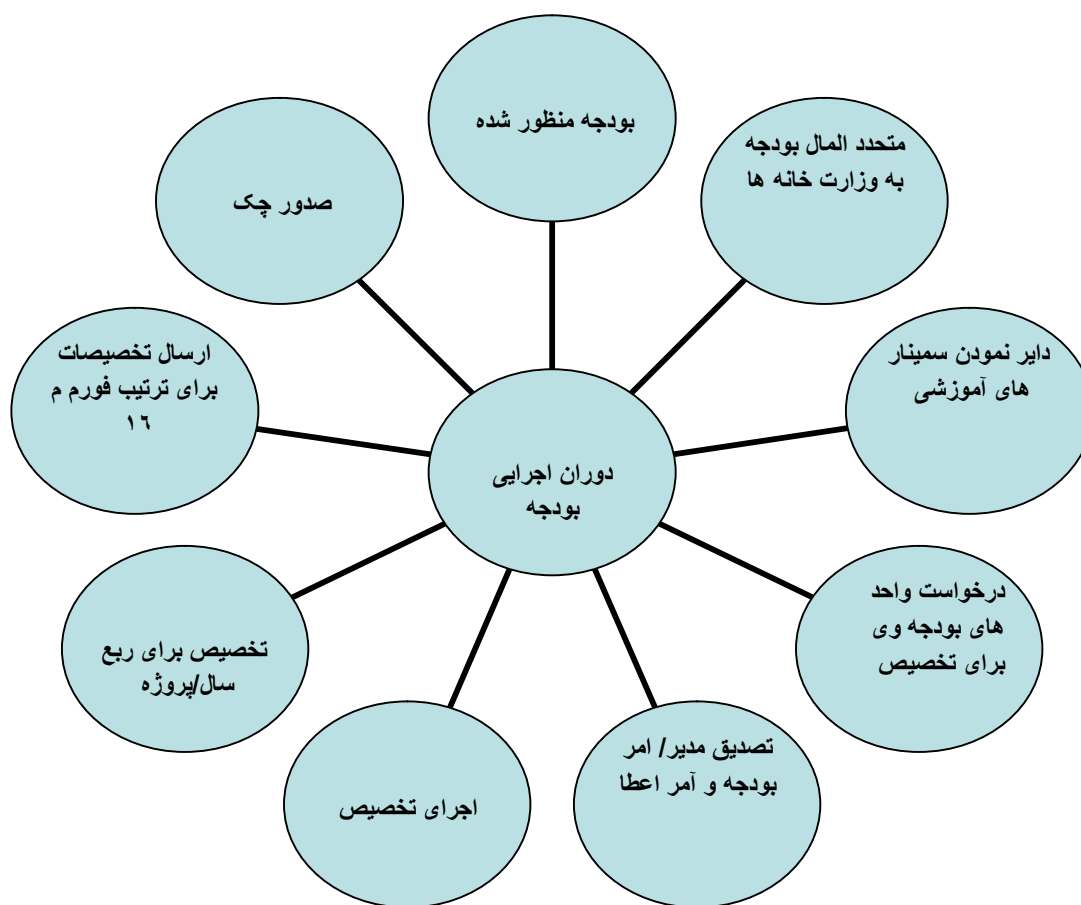 بودجه منظور شده
متحدد المال بودجه
به وزارت خانه ها
دایر نمودن سمینار
های آموزشی
درخواست واحد
های بودجه وی
برای تخصیص
تصدیق مدیر/ امر
بودجه و آمر اعطا
اجرای تخصیص
تخصیص برای ربع
سال/پروژه
ارسال تخصیصات
برای ترتیب فورم م
١٦
صدور چک
دوران اجرایی
بودجه